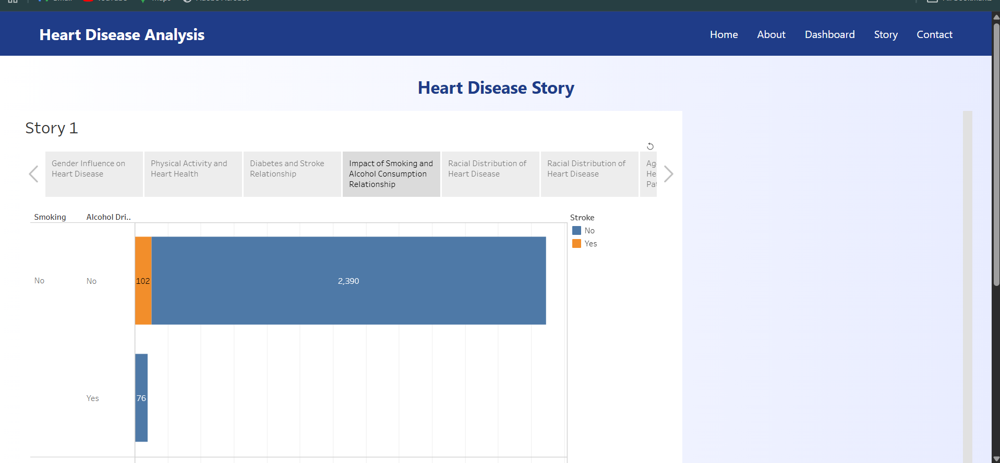 Heart Disease Analysis
Home About Dashboard Story Contact
Heart Disease Story
Story 1
Gender Influence on
Heart Disease
Physical Activity and
Heart Health
Diabetes and Stroke
Relationship
Impact of Smoking and
Alcohol Consumption
Relationship
Racial Distribution of
Heart Disease
Racial Distribution of
Heart Disease
Smoking Alcohol Dri..
Stroke
No
Yes
No No 102 2,390
Yes 76